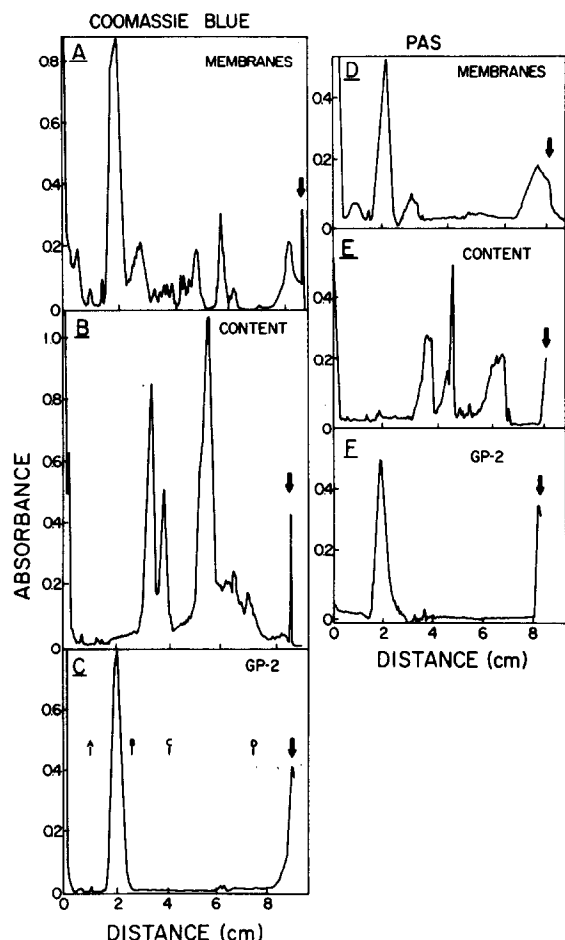 COOMASSIE BLUE
A
MEMBRANES
0.8
0.6
0.4
0.2
0
B
CONTENT
1.0
0.8
0.6
0.4
0.2
0
C
GP-2
A B C D
0.6
0.4
0.2
0
0 2 4 6 8
DISTANCE (cm)
ABSORBANCE
PAS
D
MEMBRANES
0.4
0.2
0
E
CONTENT
0.4
0.2
0
F
GP-2
0.4
0.2
0
0 2 4 6 8
DISTANCE (cm)